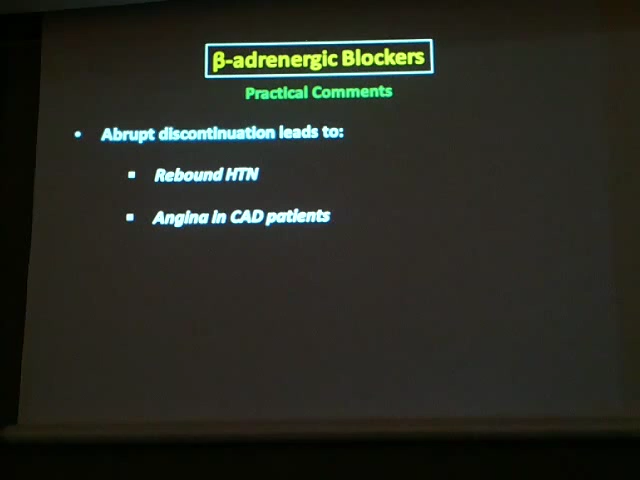 β-adrenergic Blockers
Practical Comments
• Abrupt discontinuation leads to:
▪ Rebound HTN
▪ Angina in CAD patients